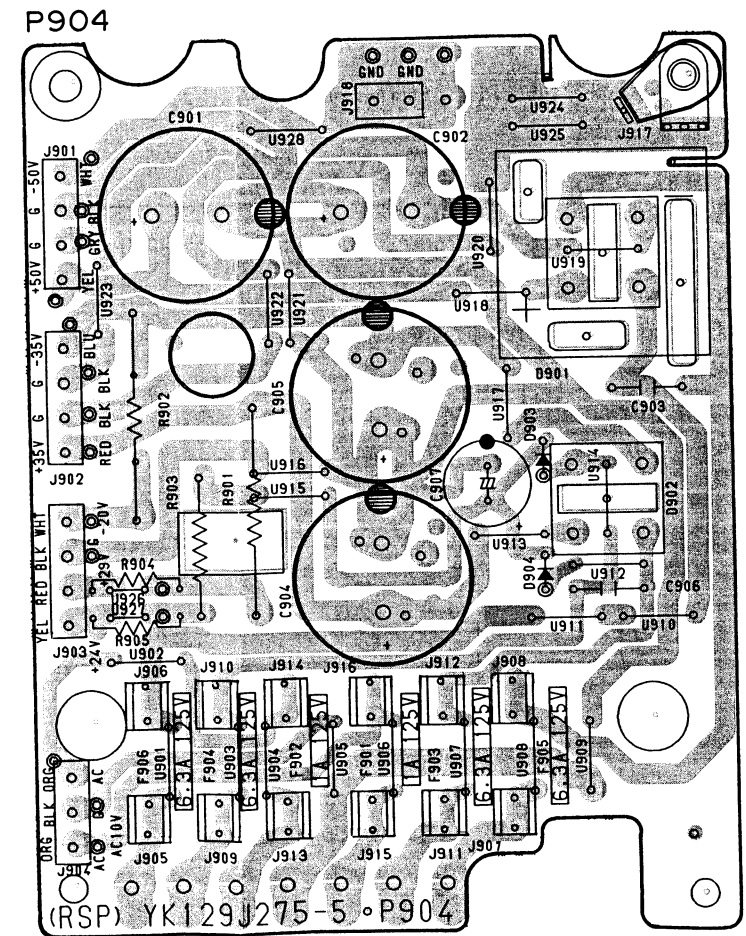 P904
GND GND
J918
C901
C902
U928
U924
U925
J917
J901
-50V
WHT
G
BLK
G
GRY
+50V
YEL
U923
U920
U919
U918
U922
U921
D901
J902
-35V
BLU
G
BLK
G
BLK
+35V
RED
R902
C905
U917
D903
C903
U916
U915
R903
R901
C907
U914
D902
U913
D904
U912
C906
WHT
-20V
BLK
G
RED
+29V
YEL
+24V
J903
R904
U926
U927
R905
U902
C904
U911
U910
J906
J910
J914
J916
J912
J908
F906
U901
6.3A 125V
F904
U903
6.3A 125V
U904
F902
U905
F901
U906
F903
U907
6.3A 125V
U908
F905
6.3A 125V
U909
ORG
AC
BLK
ORG
AC
AC10V
J904
J905
J909
J913
J915
J911
J907
(RSP) YK129J275-5 P904